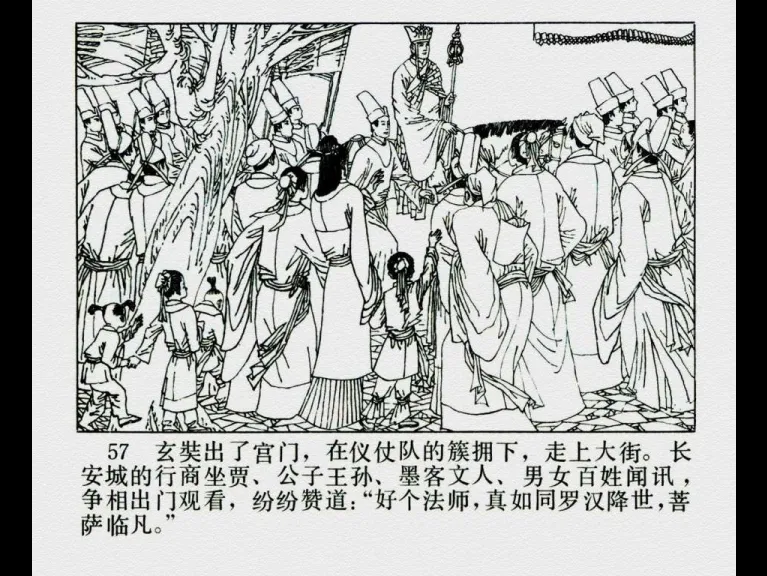 57 玄奘出了宫门，在仪仗队的簇拥下，走上大街。长
安城的行商坐贾、公子王孙、墨客文人、男女百姓闻讯，
争相出门观看，纷纷赞道：“好个法师，真如同罗汉降世，菩
萨临凡。”